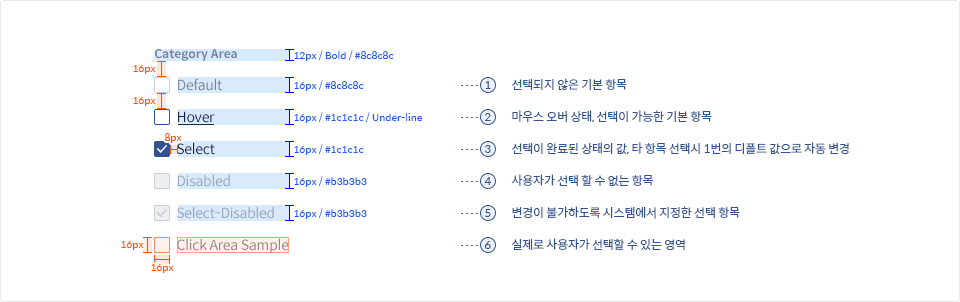 Category Area 12px / Bold / #8c8c8c
16px
Default 16px / #8c8c8c 1 선택되지 않은 기본 항목
16px
Hover 16px / #1c1c1c / Under-line 2 마우스 오버 상태, 선택이 가능한 기본 항목
8px
Select 16px / #1c1c1c 3 선택이 완료된 상태의 값, 타 항목 선택시 1번의 디폴트 값으로 자동 변경
Disabled 16px / #b3b3b3 4 사용자가 선택 할 수 없는 항목
Select-Disabled 16px / #b3b3b3 5 변경이 불가하도록 시스템에서 지정한 선택 항목
16px Click Area Sample 6 실제로 사용자가 선택할 수 있는 영역
16px